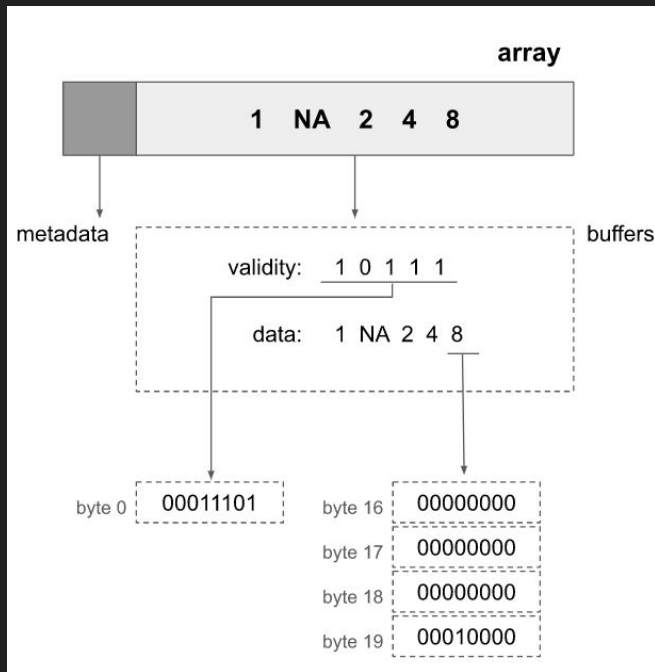 array
1 NA 2 4 8
metadata
buffers
validity: 1 0 1 1 1
data: 1 NA 2 4 8
byte 0 00011101
byte 16 00000000
byte 17 00000000
byte 18 00000000
byte 19 00010000